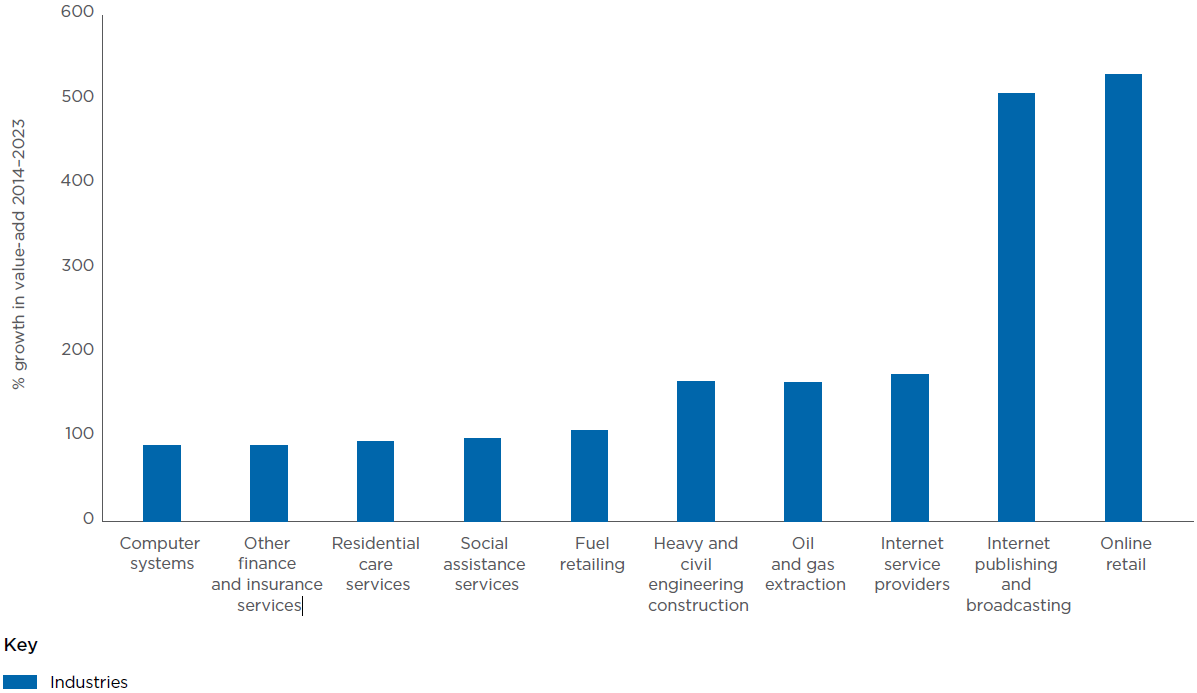 600
500
400
300
200
100
0
% growth in value-add 2014–2023
Computer
systems
Other
finance
and insurance
services
Residential
care
services
Social
assistance
services
Fuel
retailing
Heavy and
civil
engineering
construction
Oil
and gas
extraction
Internet
service
providers
Internet
publishing
and
broadcasting
Online
retail
Key
Industries